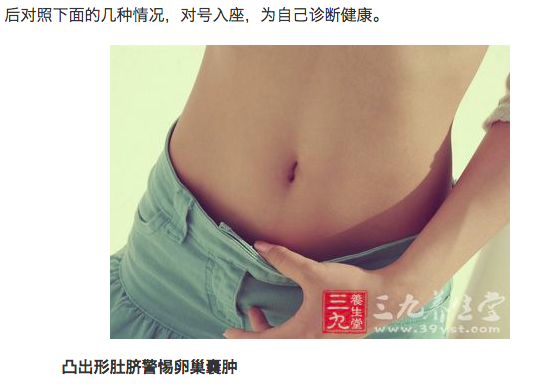 后对照下面的几种情况，对号入座，为自己诊断健康。
三九
養生堂
三九养生堂
www.39yst.com
凸出形肚脐警惕卵巢囊肿